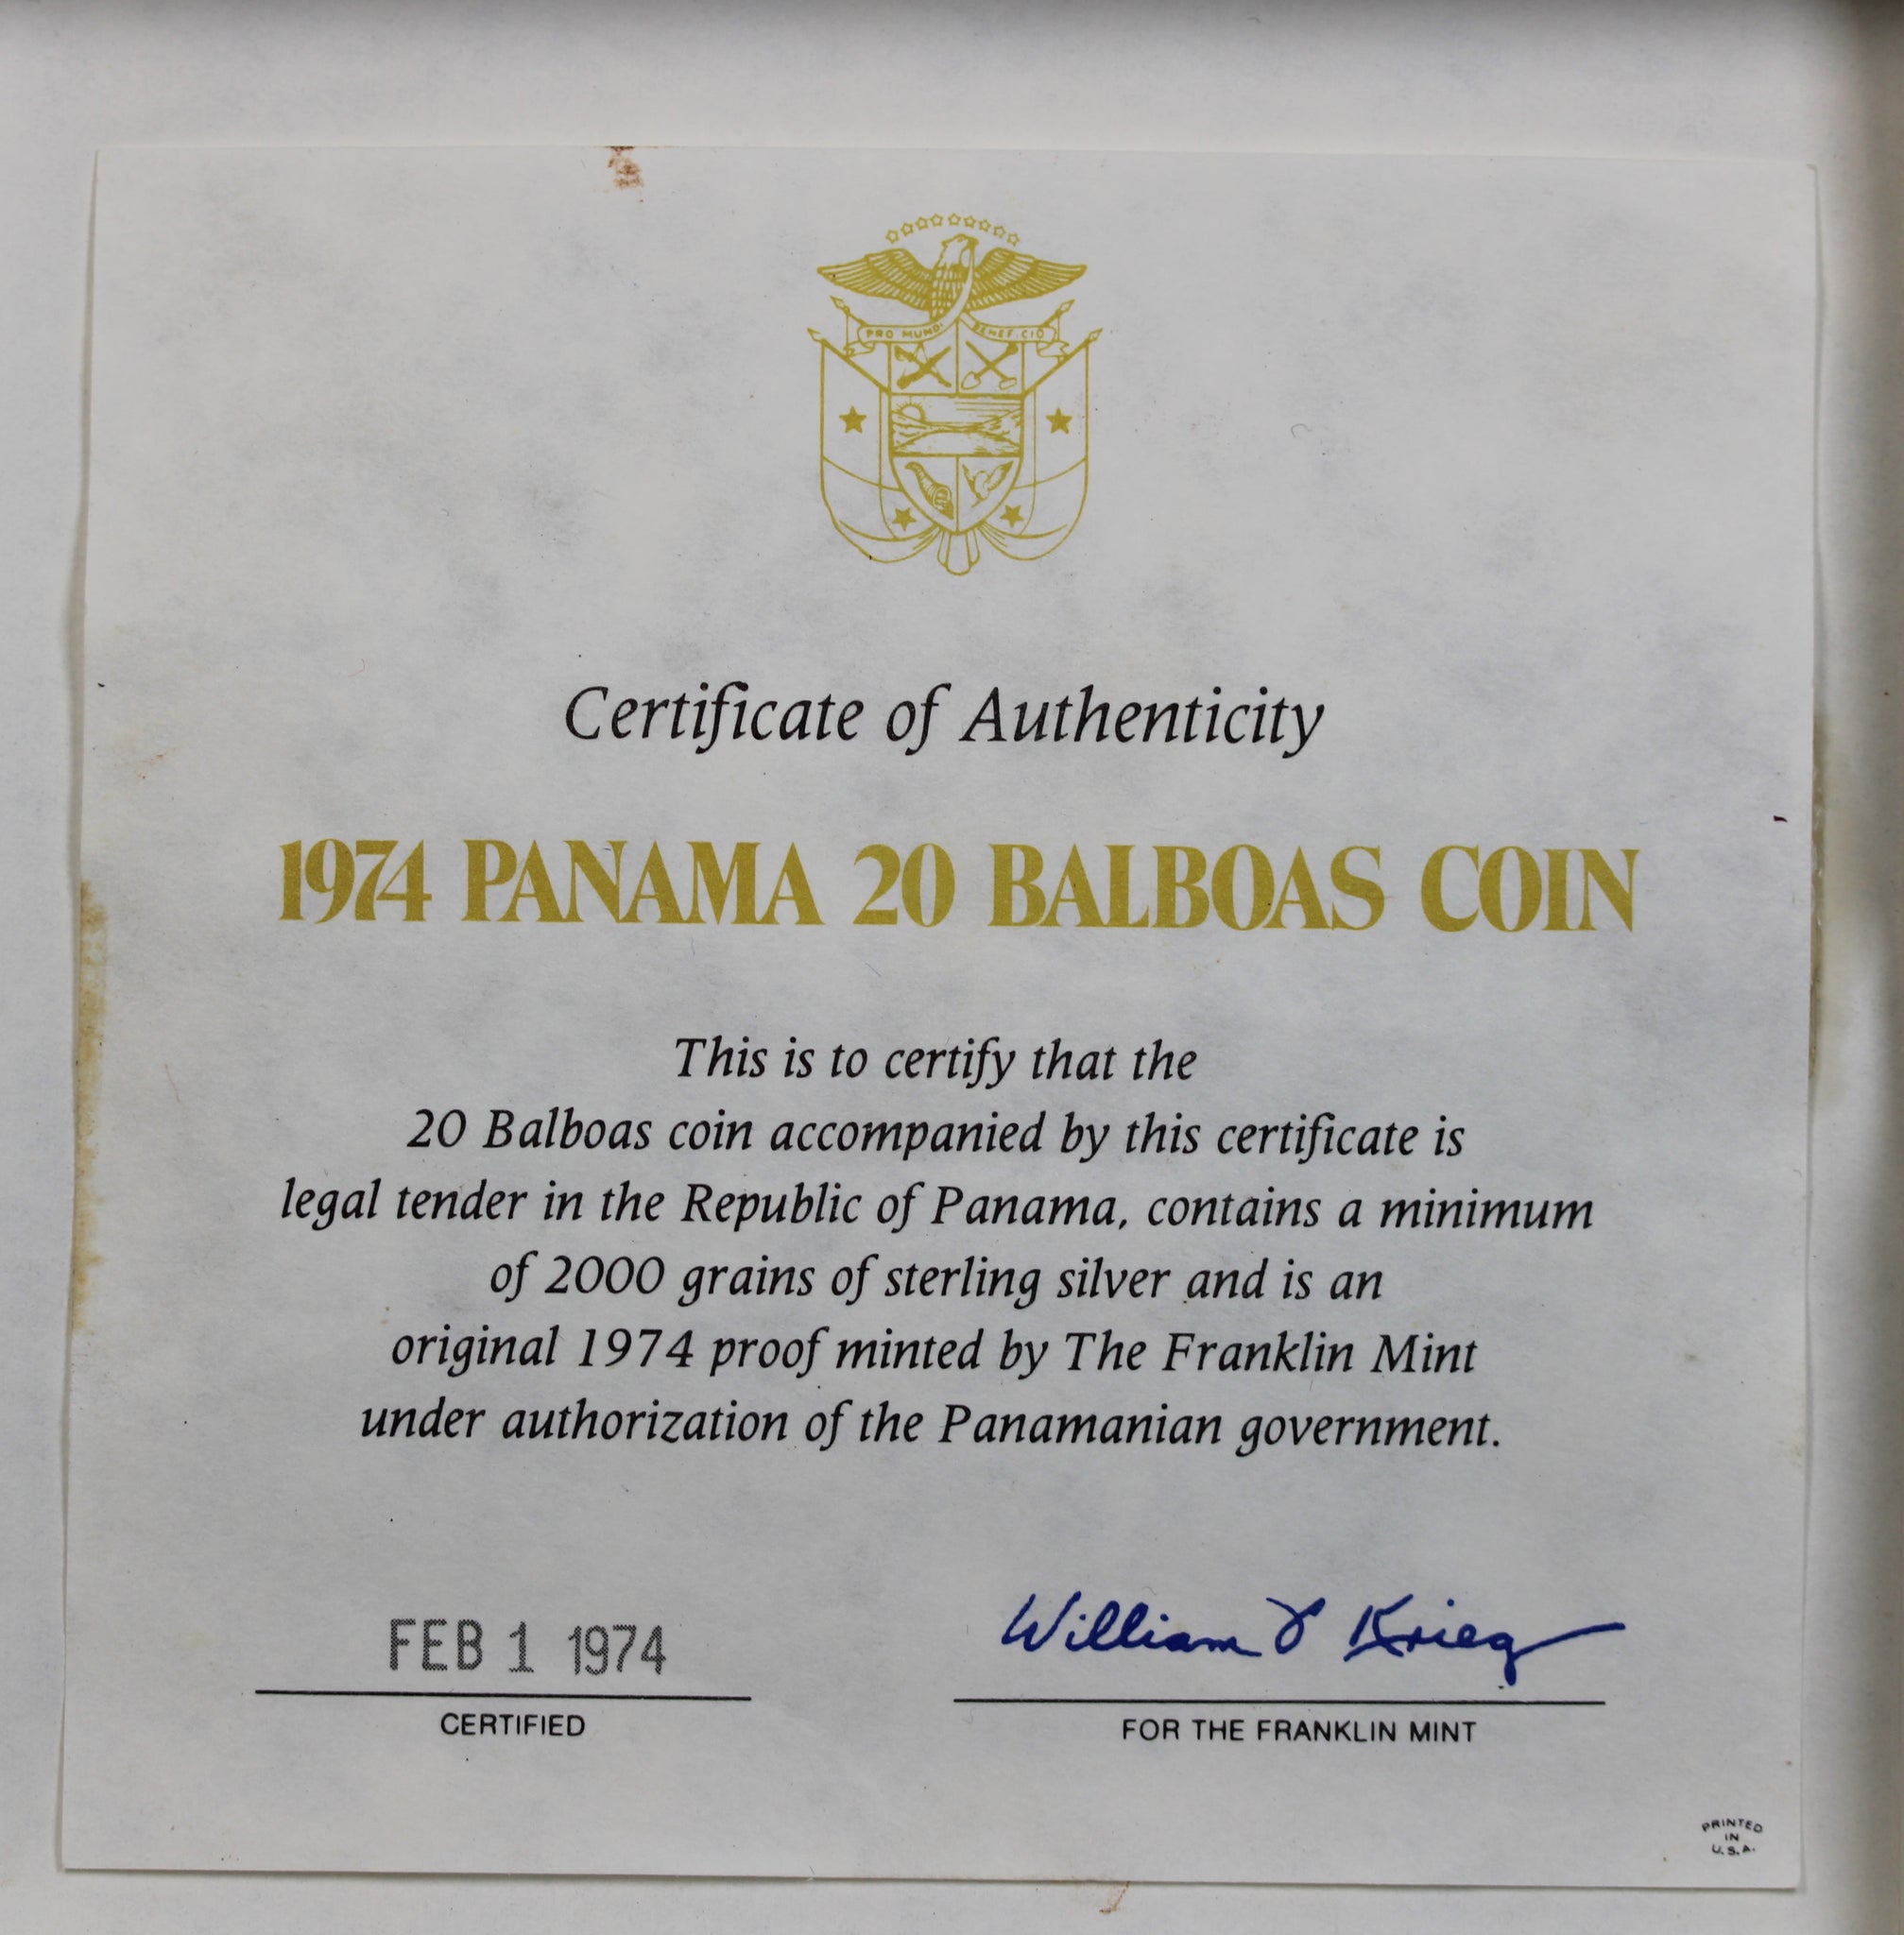 PRO MUNDI BENEFICIO
Certificate of Authenticity
1974 PANAMA 20 BALBOAS COIN
This is to certify that the
20 Balboas coin accompanied by this certificate is
legal tender in the Republic of Panama, contains a minimum
of 2000 grains of sterling silver and is an
original 1974 proof minted by The Franklin Mint
under authorization of the Panamanian government.
FEB 1 1974
William J Krieg
CERTIFIED
FOR THE FRANKLIN MINT
PRINTED
IN
U.S.A.